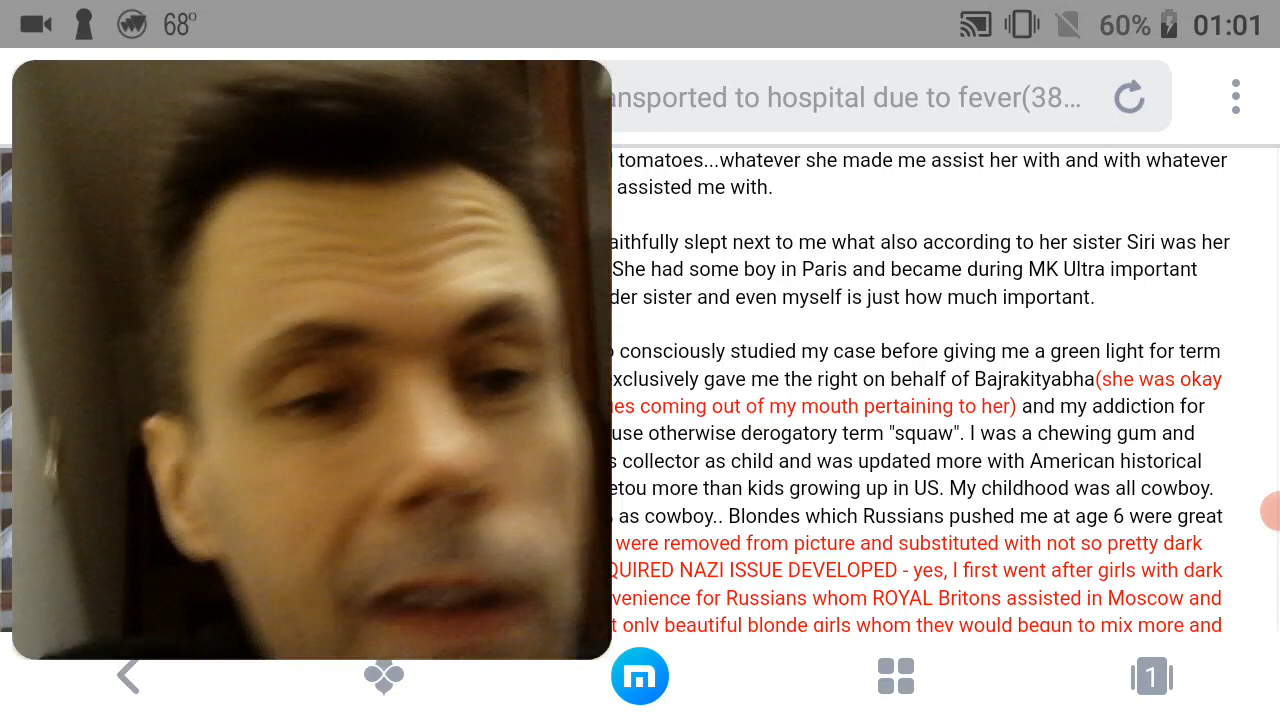 68°
60%
01:01
ansported to hospital due to fever(38...
tomatoes...whatever she made me assist her with and with whatever
assisted me with.
aithfully slept next to me what also according to her sister Siri was her
She had some boy in Paris and became during MK Ultra important
der sister and even myself is just how much important.
consciously studied my case before giving me a green light for term
exclusively gave me the right on behalf of Bajrakityabha(she was okay
es coming out of my mouth pertaining to her) and my addiction for
use otherwise derogatory term "squaw". I was a chewing gum and
s collector as child and was updated more with American historical
etou more than kids growing up in US. My childhood was all cowboy.
as cowboy.. Blondes which Russians pushed me at age 6 were great
were removed from picture and substituted with not so pretty dark
QUIRED NAZI ISSUE DEVELOPED - yes, I first went after girls with dark
venience for Russians whom ROYAL Britons assisted in Moscow and
t only beautiful blonde girls whom they would begun to mix more and
1